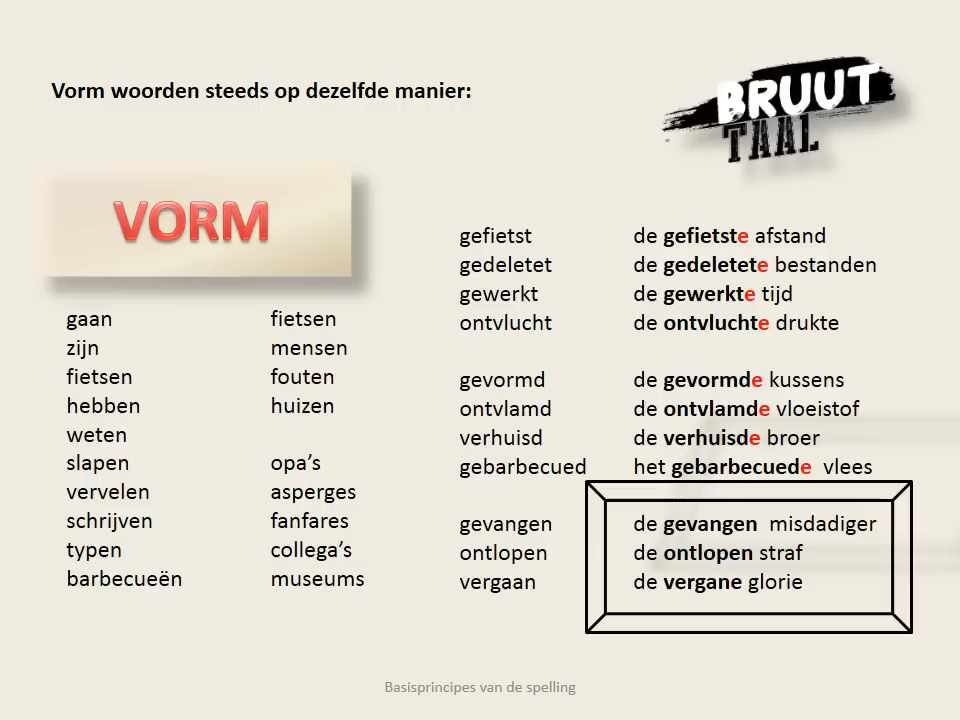 Vorm woorden steeds op dezelfde manier:
BRUUT
TAAL
VORM
gaan
zijn
fietsen
hebben
weten
slapen
vervelen
schrijven
typen
barbecueën
fietsen
mensen
fouten
huizen
opa's
asperges
fanfares
collega's
museums
gefietst de gefietste afstand
gedeletet de gedeletete bestanden
gewerkt de gewerkte tijd
ontvlucht de ontvluchte drukte
gevormd de gevormde kussens
ontvlamd de ontvlamde vloeistof
verhuisd de verhuisde broer
gebarbecued het gebarbecuede vlees
gevangen de gevangen misdadiger
ontlopen de ontlopen straf
vergaan de vergane glorie
Basisprincipes van de spelling